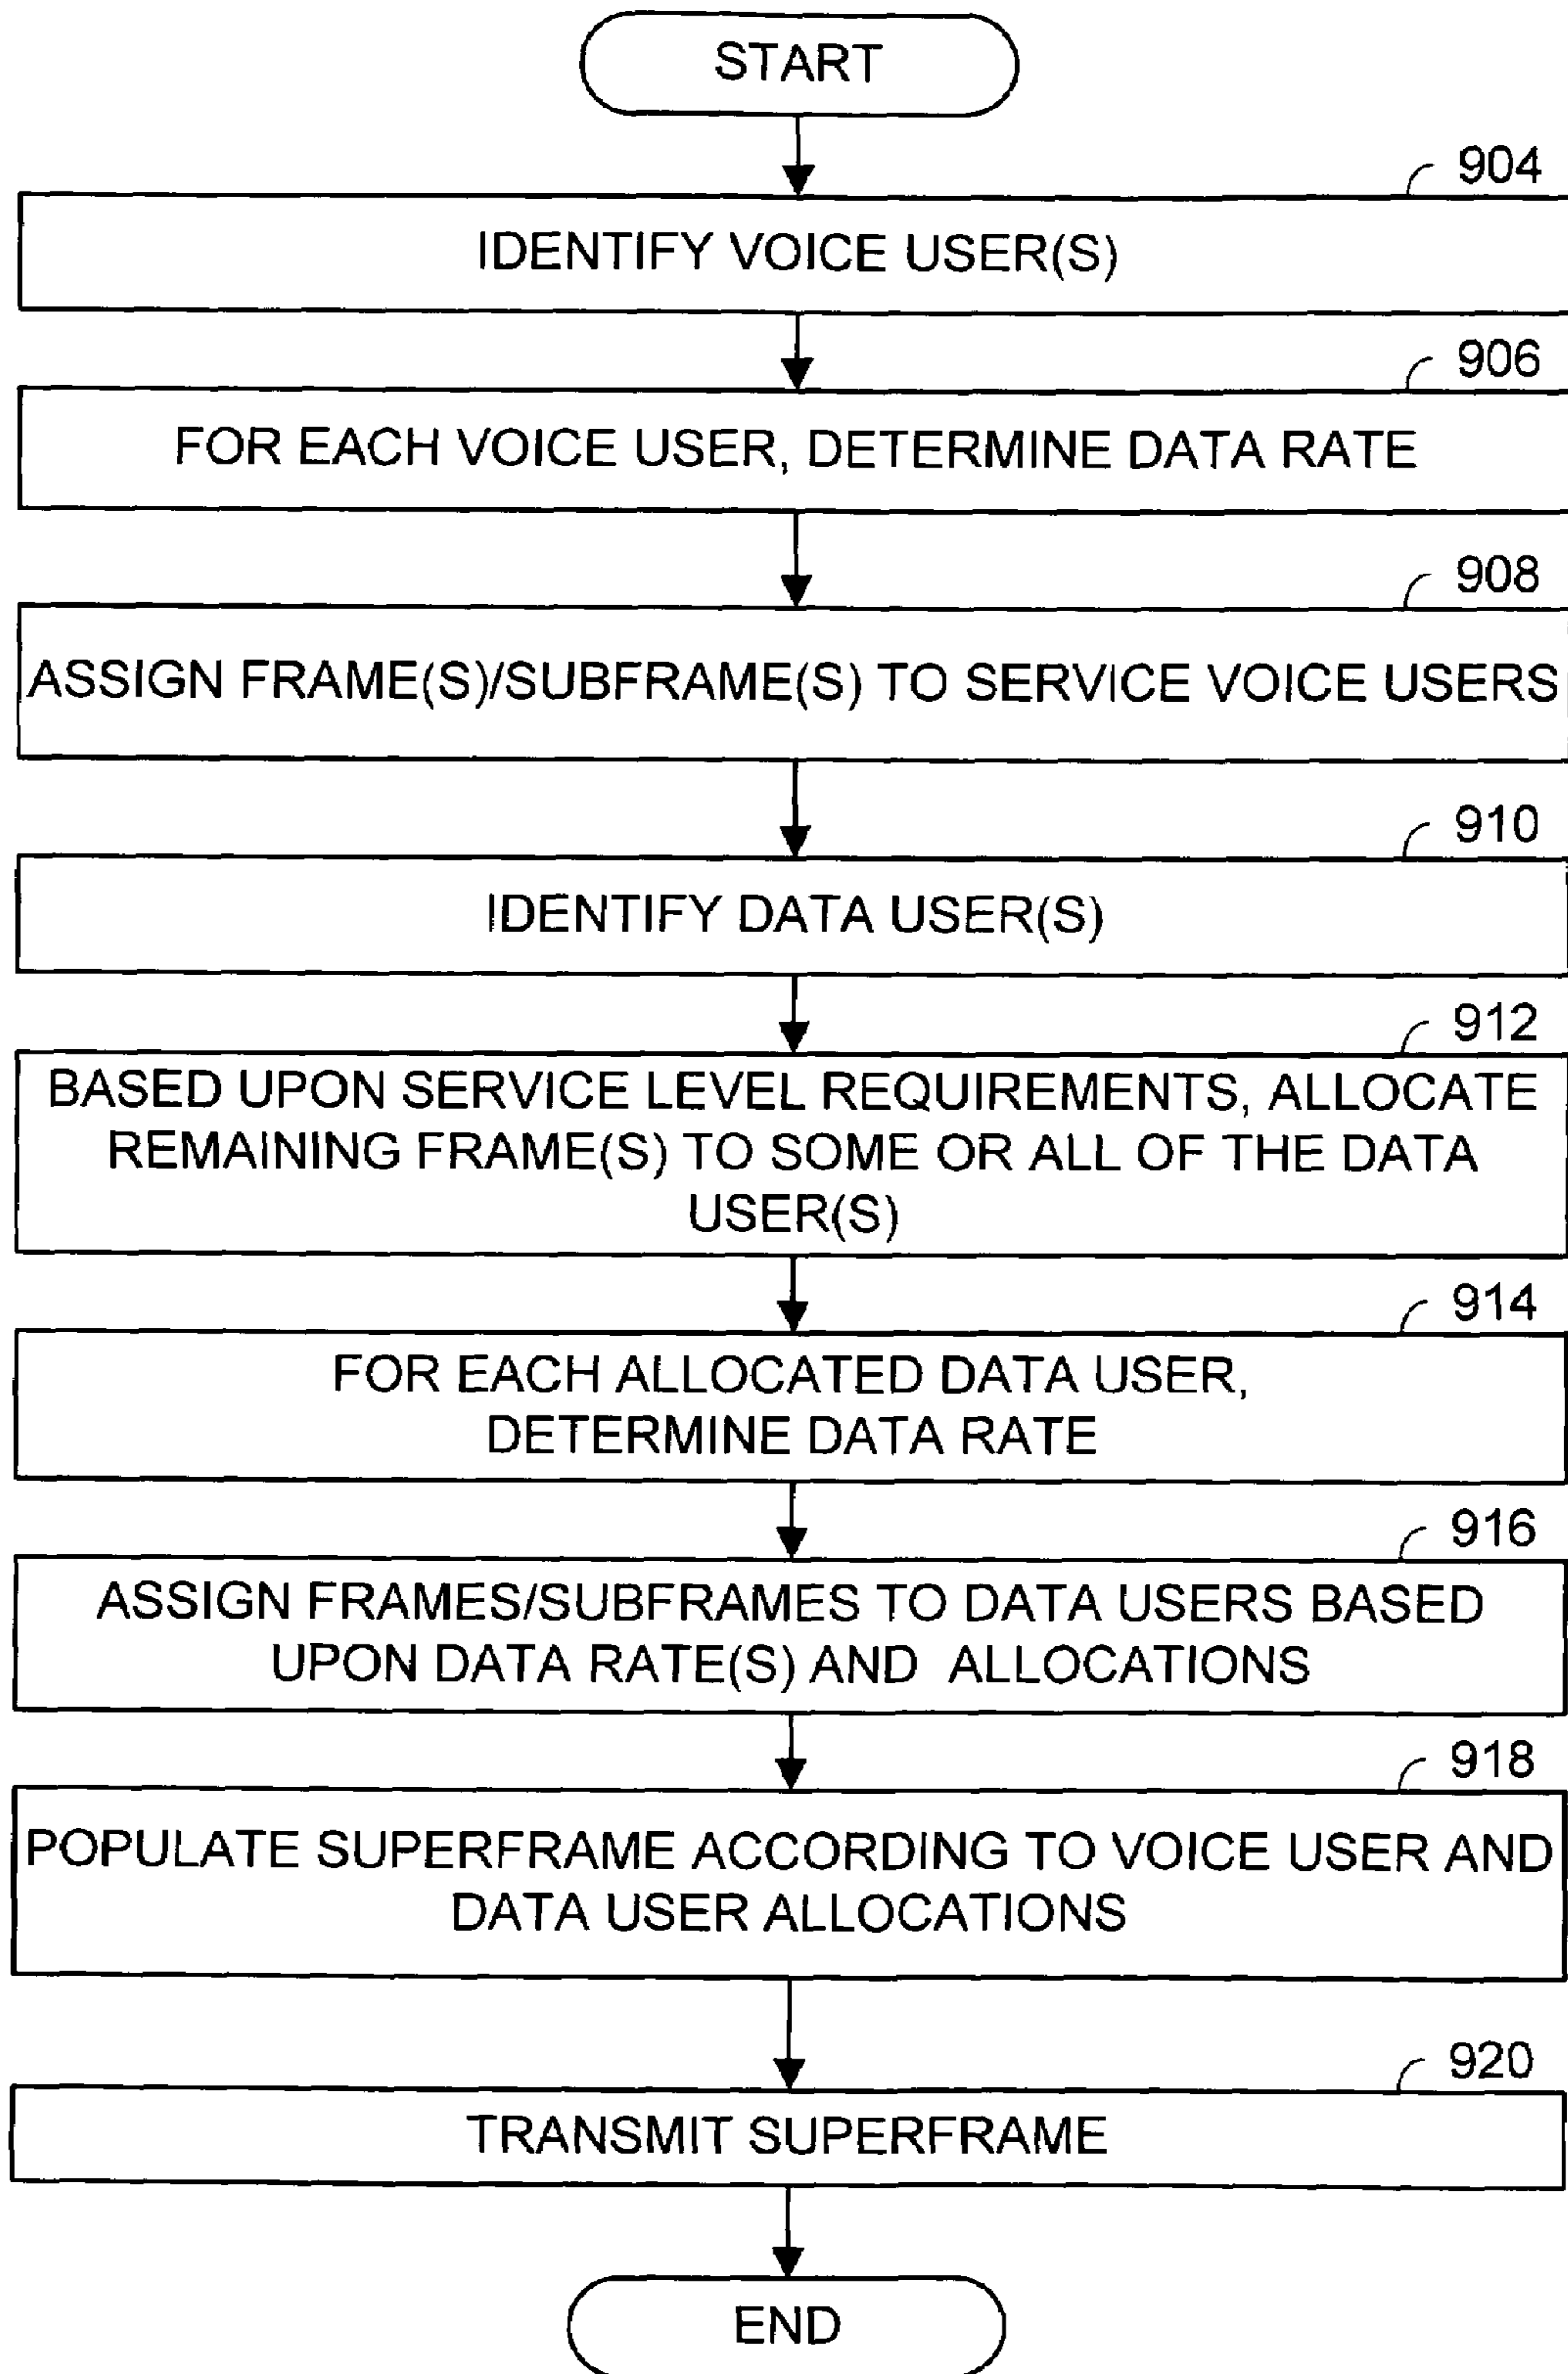 START
904
IDENTIFY VOICE USER(S)
906
FOR EACH VOICE USER, DETERMINE DATA RATE
908
ASSIGN FRAME(S)/SUBFRAME(S) TO SERVICE VOICE USERS
910
IDENTIFY DATA USER(S)
912
BASED UPON SERVICE LEVEL REQUIREMENTS, ALLOCATE
REMAINING FRAME(S) TO SOME OR ALL OF THE DATA
USER(S)
914
FOR EACH ALLOCATED DATA USER,
DETERMINE DATA RATE
916
ASSIGN FRAMES/SUBFRAMES TO DATA USERS BASED
UPON DATA RATE(S) AND ALLOCATIONS
918
POPULATE SUPERFRAME ACCORDING TO VOICE USER AND
DATA USER ALLOCATIONS
920
TRANSMIT SUPERFRAME
END